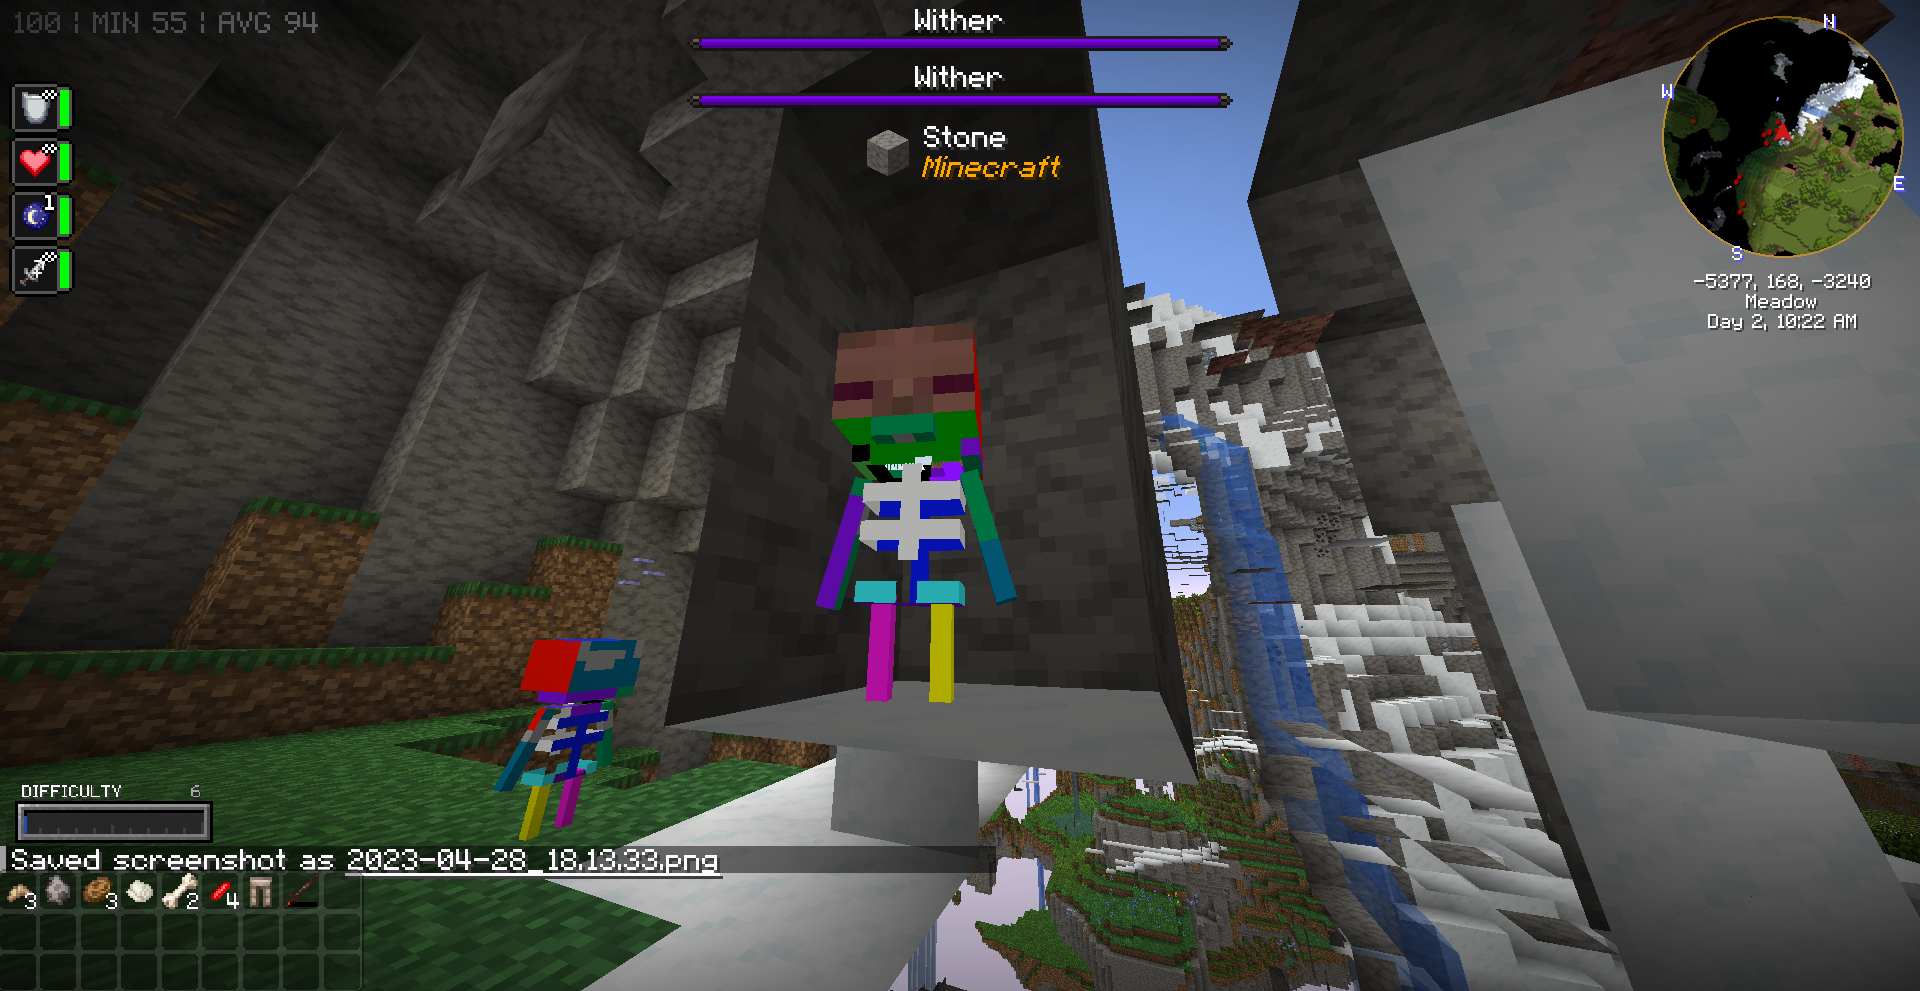 100 | MIN 55 | AVG 94
Wither
Wither
Stone
Minecraft
N
W
E
S
-5377, 168, -3240
Meadow
Day 2, 10:22 AM
1
DIFFICULTY 6
Saved screenshot as 2023-04-28_18.13.33.png
3 3 2 4